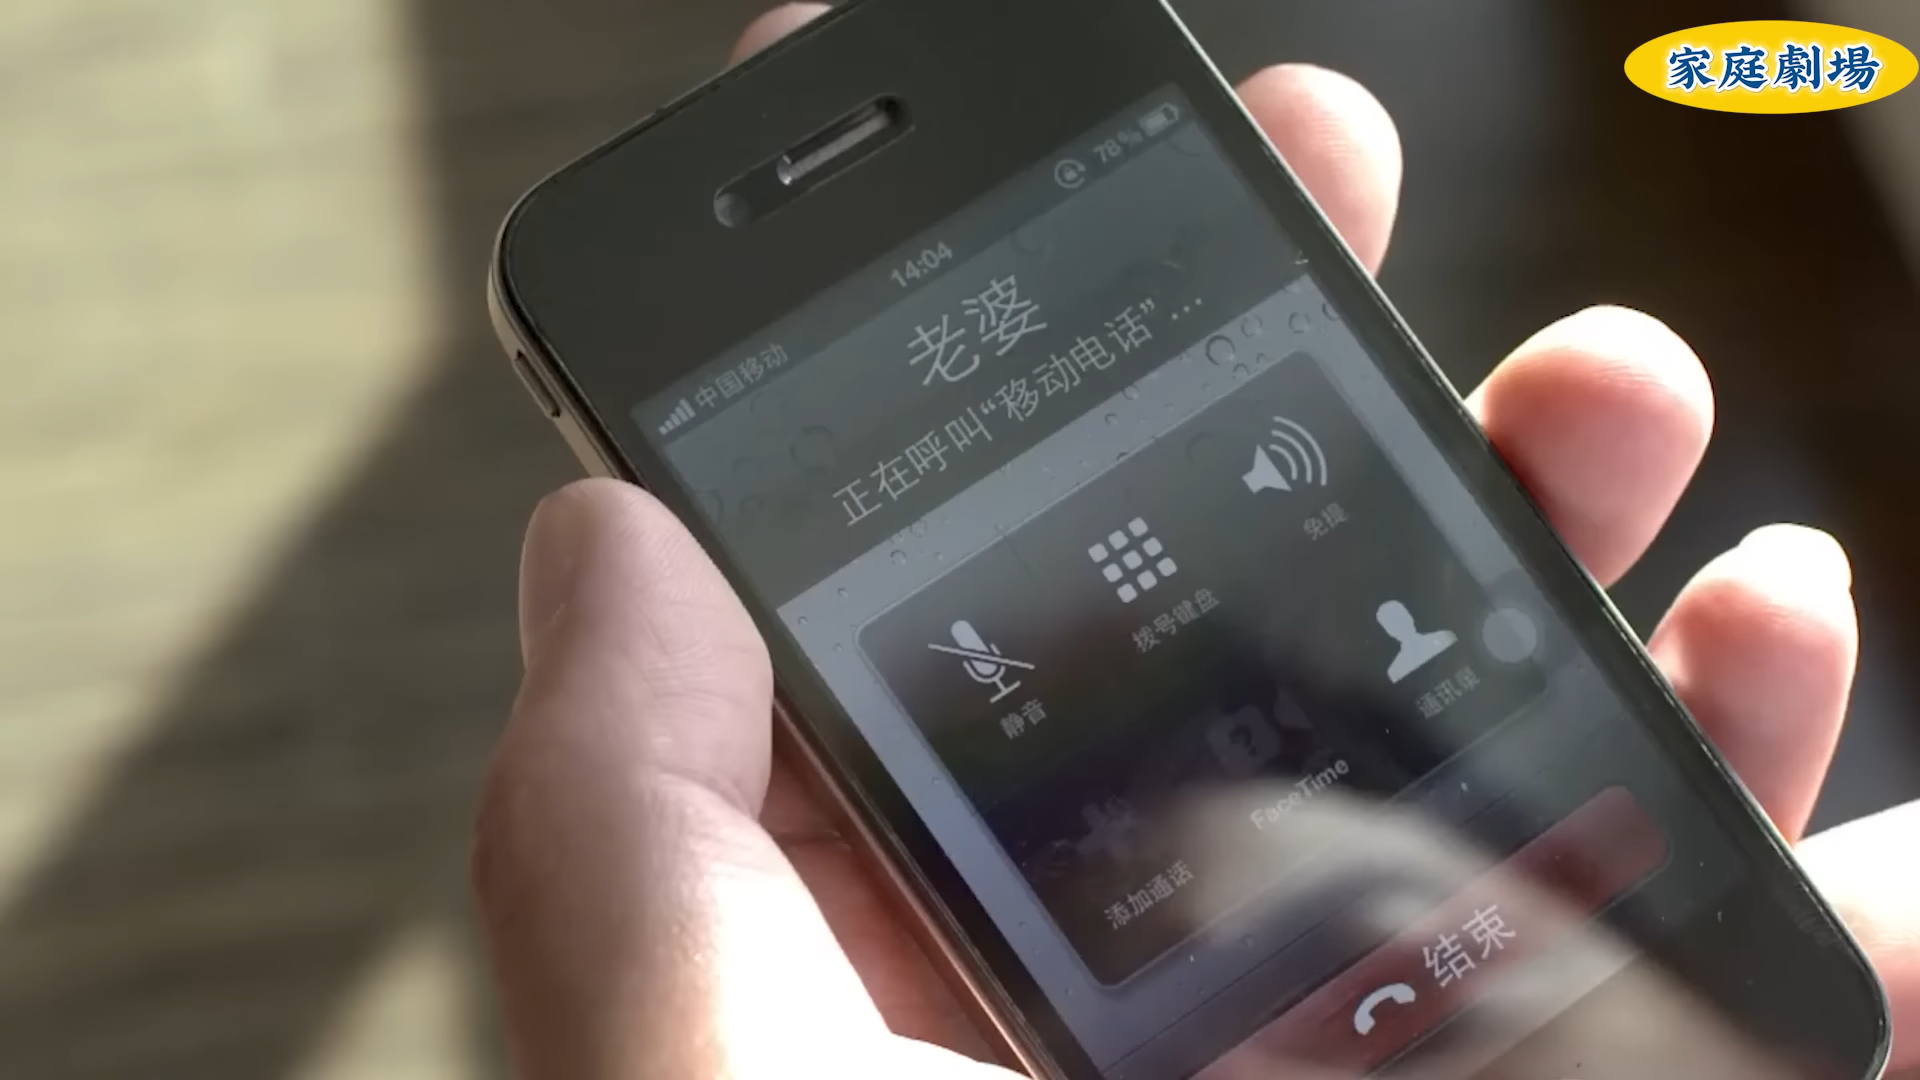 家庭劇場
中国移动
14:04
78%
老婆
正在呼叫“移动电话”...
静音
拨号键盘
免提
添加通话
FaceTime
通讯录
结束